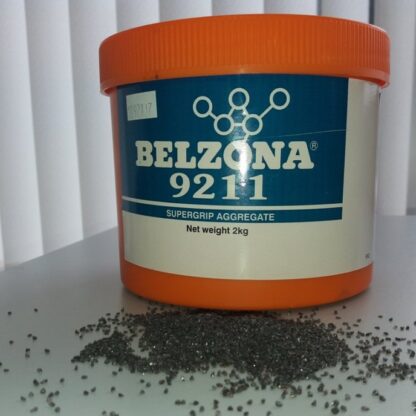 BELZONA®
9211
SUPERGRIP AGGREGATE
Net weight 2kg